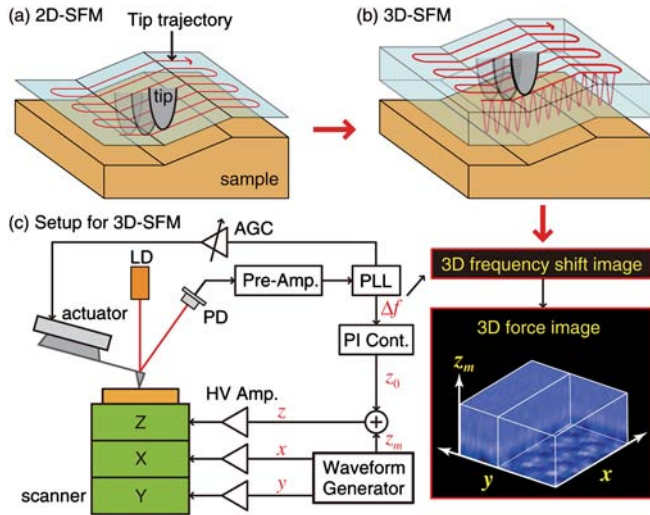 (a) 2D-SFM
Tip trajectory
tip
sample
(b) 3D-SFM
(c) Setup for 3D-SFM
AGC
LD
actuator
PD
Pre-Amp.
PLL
Δf
PI Cont.
z₀
HV Amp.
Z
z
+
zₘ
X
x
Waveform
Generator
scanner
Y
y
3D frequency shift image
3D force image
zₘ
y
x